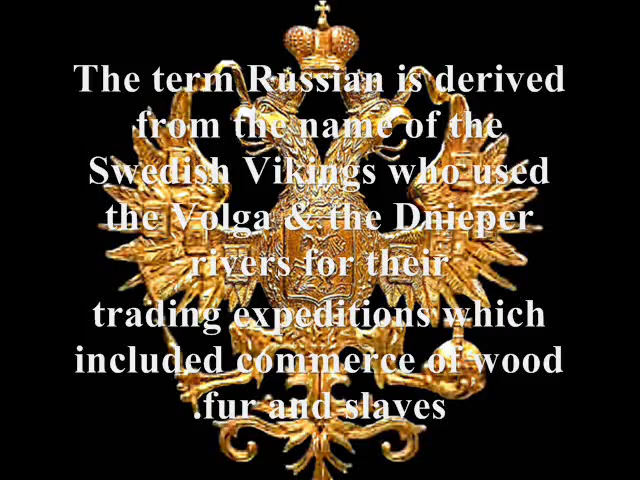 The term Russian is derived
from the name of the
Swedish Vikings who used
the Volga & the Dnieper
rivers for their
trading expeditions which
included commerce of wood
.fur and slaves